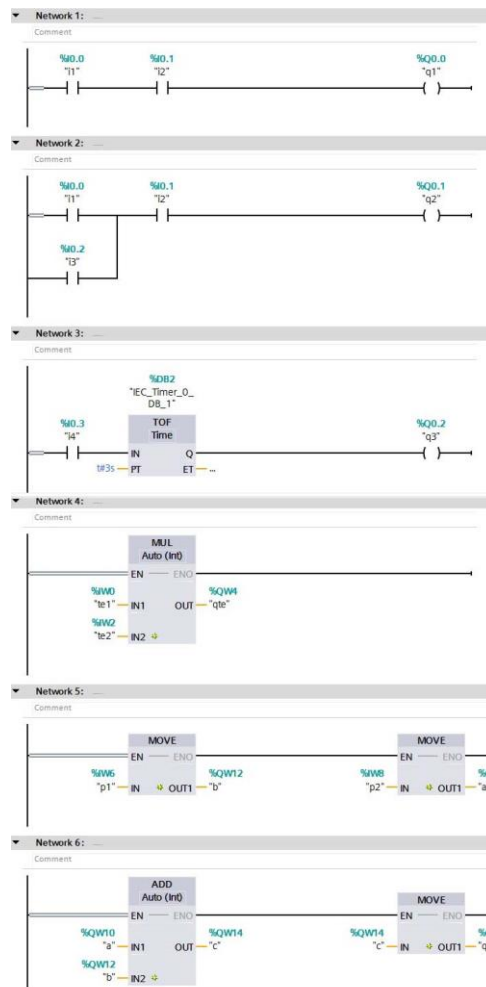 Network 1: ....
Comment
%I0.0 %I0.1 %Q0.0
"i1" "i2" "q1"
Network 2: ....
Comment
%I0.0 %I0.1 %Q0.1
"i1" "i2" "q2"
%I0.2
"i3"
Network 3: ....
Comment
%DB2
"IEC_Timer_0_
DB_1"
%I0.3 TOF %Q0.2
"i4" Time "q3"
IN Q
t#3s PT ET ...
Network 4: ....
Comment
MUL
Auto (Int)
EN ENO
%IW0 %QW4
"te1" IN1 OUT "qte"
%IW2
"te2" IN2
Network 5: ....
Comment
MOVE MOVE
EN ENO EN ENO
%IW6 %QW12 %IW8 %
"p1" IN OUT1 "b" "p2" IN OUT1 "a
Network 6: ....
Comment
ADD
Auto (Int) MOVE
EN ENO EN ENO
%QW10 %QW14 %QW14 %
"a" IN1 OUT "c" "c" IN OUT1 "q
%QW12
"b" IN2